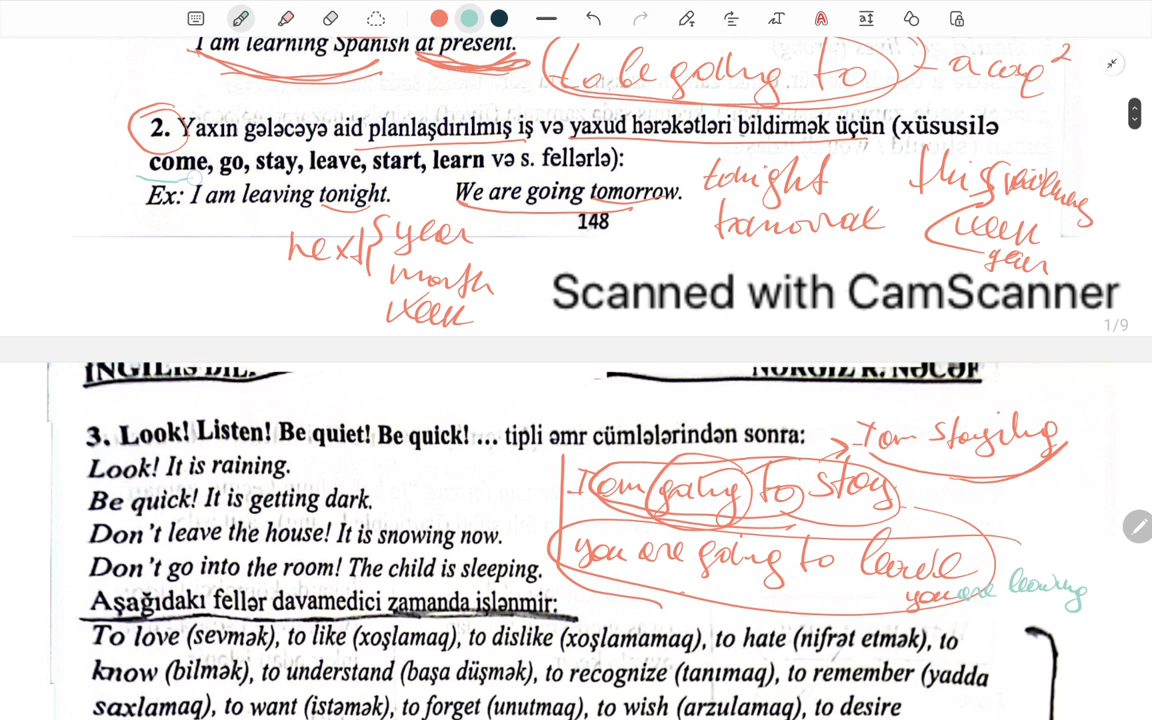 I am learning Spanish at present.
(to be going to)
2. Yaxın gələcəyə aid planlaşdırılmış iş və yaxud hərəkətləri bildirmək üçün (xüsusilə
come, go, stay, leave, start, learn və s. fellərlə):
Ex: I am leaving tonight. We are going tomorrow.
tonight
this
week
year
next { year
month
week
148
Scanned with CamScanner
1/9
3. Look! Listen! Be quiet! Be quick! ... tipli əmr cümlələrindən sonra:
Look! It is raining.
Be quick! It is getting dark.
Don't leave the house! It is snowing now.
Don't go into the room! The child is sleeping.
I am going to stay
you are going to
you are
Aşağıdakı fellər davamedici zamanda işlənmir:
To love (sevmək), to like (xoşlamaq), to dislike (xoşlamamaq), to hate (nifrət etmək), to
know (bilmək), to understand (başa düşmək), to recognize (tanımaq), to remember (yadda
saxlamaq), to want (istəmək), to forget (unutmaq), to wish (arzulamaq), to desire